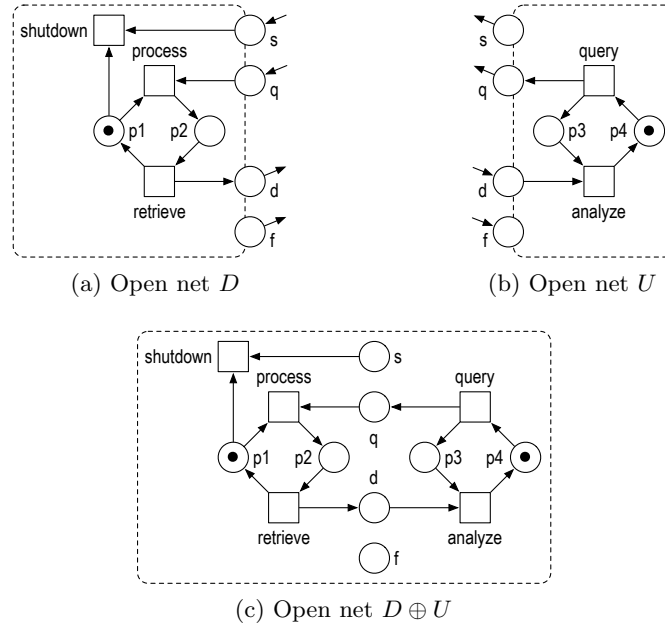 shutdown
process
s
q
p1
p2
d
retrieve
f
(a) Open net D
s
query
q
p3
p4
d
analyze
f
(b) Open net U
shutdown
s
process
query
q
p1
p2
d
p3
p4
retrieve
analyze
f
(c) Open net D ⊕ U